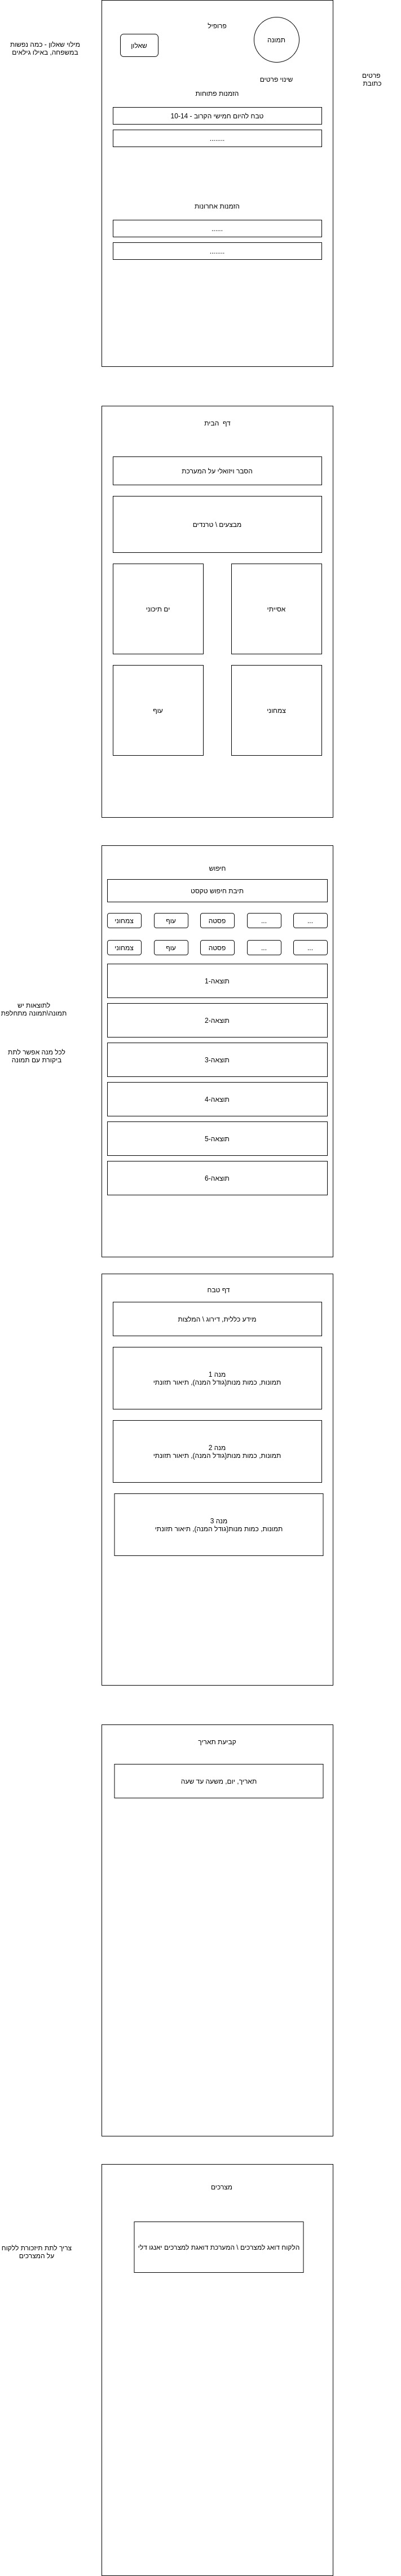 פרופיל
תמונה
שאלון
מילוי שאלון - כמה נפשות
במשפחה, באילו גילאים
שינוי פרטים
פרטים
כתובת
הזמנות פתוחות
טבח להיום חמישי הקרוב - 10-14
........
הזמנות אחרונות
......
........
דף הבית
הסבר ויזואלי על המערכת
מבצעים \ טרנדים
אסייתי
ים תיכוני
צמחוני
עוף
חיפוש
תיבת חיפוש טקסט
... ... פסטה עוף צמחוני
... ... פסטה עוף צמחוני
תוצאה-1
לתוצאות יש
תמונה\תמונה מתחלפת
תוצאה-2
לכל מנה אפשר לתת
ביקורת עם תמונה
תוצאה-3
תוצאה-4
תוצאה-5
תוצאה-6
דף טבח
מידע כללית, דירוג \ המלצות
מנה 1
תמונות, כמות מנות(גודל המנה), תיאור תזונתי
מנה 2
תמונות, כמות מנות(גודל המנה), תיאור תזונתי
מנה 3
תמונות, כמות מנות(גודל המנה), תיאור תזונתי
קביעת תאריך
תאריך, יום, משעה עד שעה
מצרכים
הלקוח דואג למצרכים \ המערכת דואגת למצרכים יאנגו דלי
צריך לתת תיזכורת ללקוח
על המצרכים